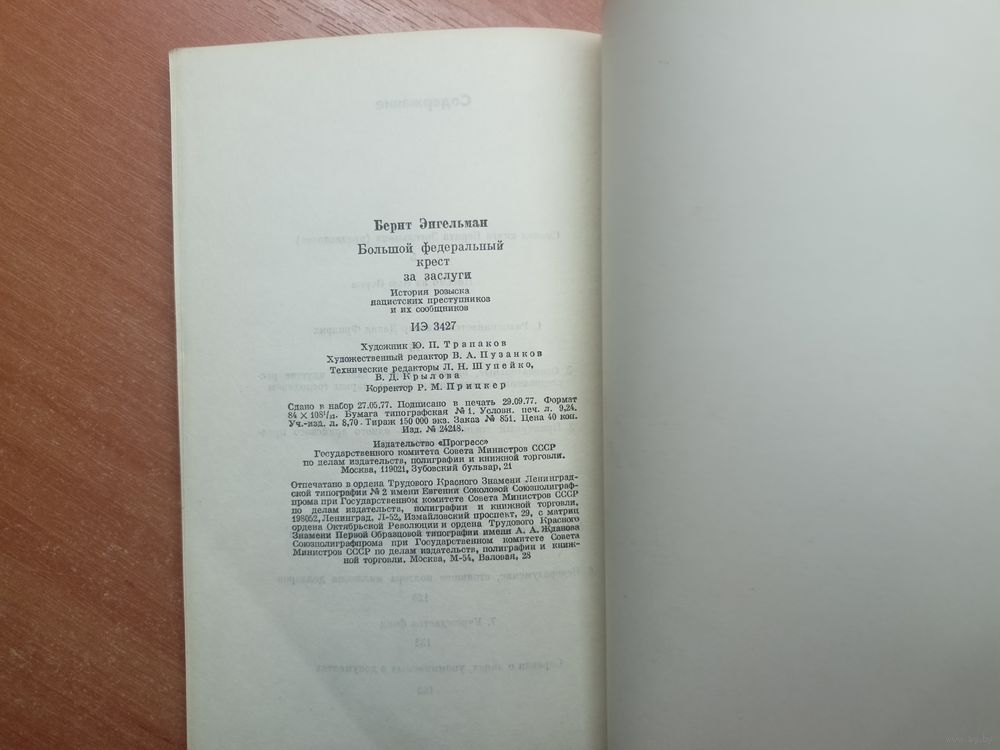 Бернт Энгельман
Большой федеральный
крест
за заслуги
История розыска
нацистских преступников
и их сообщников
ИЭ 3427
Художник Ю. П. Трапаков
Художественный редактор В. А. Пузанков
Технические редакторы Л. Н. Шупейко,
В. Д. Крылова
Корректор Р. М. Прицкер
Сдано в набор 27.05.77. Подписано в печать 29.09.77. Формат
84 × 108¹/₃₂. Бумага типографская № 1. Условн. печ. л. 9,24.
Уч.-изд. л. 8,70. Тираж 150 000 экз. Заказ № 851. Цена 40 коп.
Изд. № 24248.
Издательство «Прогресс»
Государственного комитета Совета Министров СССР
по делам издательств, полиграфии и книжной торговли.
Москва, 119021, Зубовский бульвар, 21
Отпечатано в ордена Трудового Красного Знамени Ленинград-
ской типографии № 2 имени Евгении Соколовой Союзполиграф-
прома при Государственном комитете Совета Министров СССР
по делам издательств, полиграфии и книжной торговли,
198052, Ленинград, Л-52, Измайловский проспект, 29, с матриц
ордена Октябрьской Революции и ордена Трудового Красного
Знамени Первой Образцовой типографии имени А. А. Жданова
Союзполиграфпрома при Государственном комитете Совета
Министров СССР по делам издательств, полиграфии и книж-
ной торговли. Москва, М-54, Валовая, 28